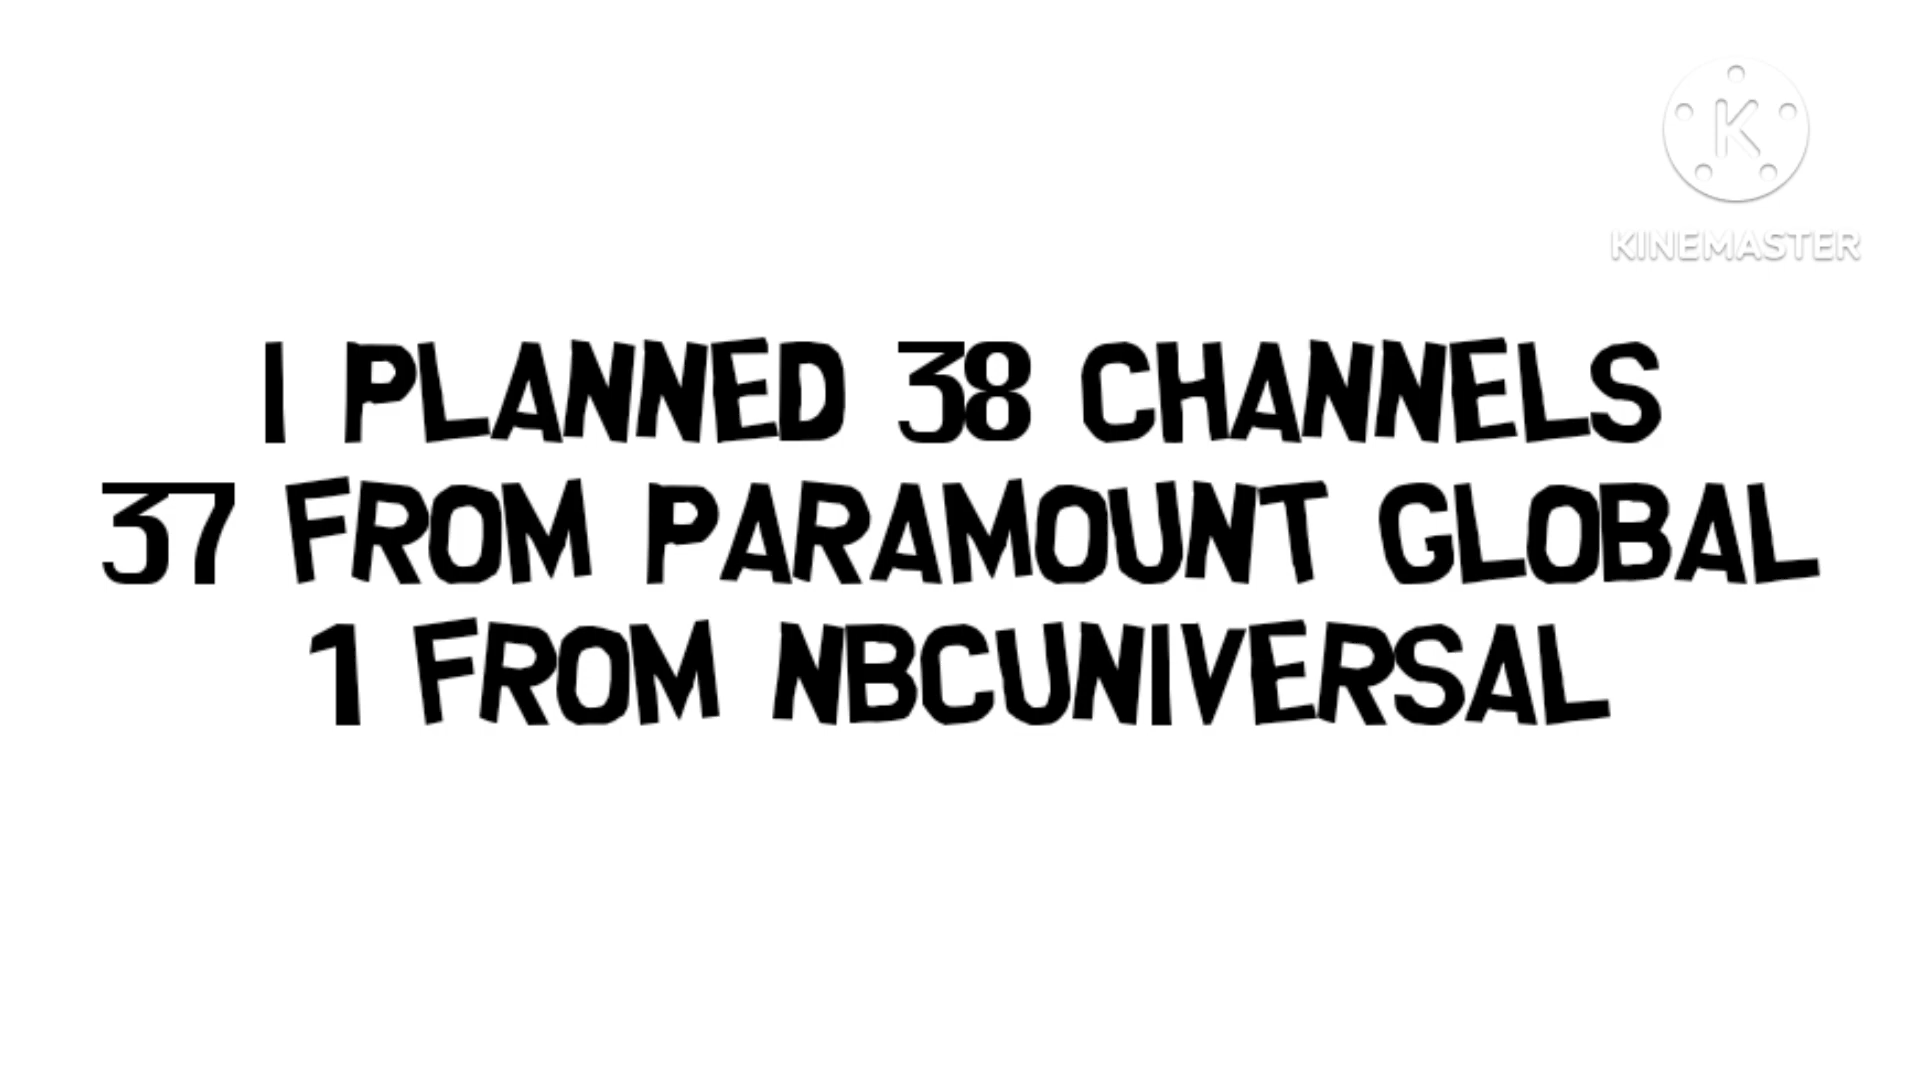 K
KINEMASTER
I PLANNED 38 CHANNELS
37 FROM PARAMOUNT GLOBAL
1 FROM NBCUNIVERSAL